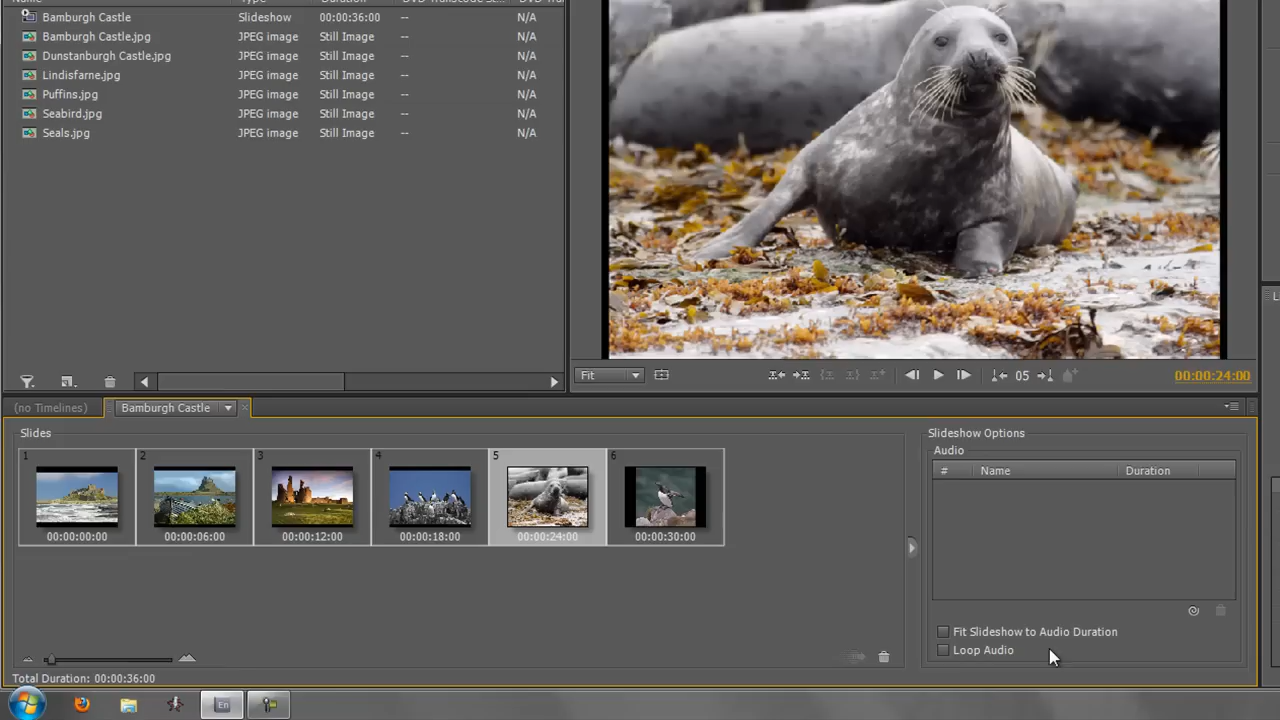 Name Type Duration
Bamburgh Castle Slideshow 00:00:36:00 N/A
Bamburgh Castle.jpg JPEG image Still Image -- N/A
Dunstanburgh Castle.jpg JPEG image Still Image -- N/A
Lindisfarne.jpg JPEG image Still Image -- N/A
Puffins.jpg JPEG image Still Image -- N/A
Seabird.jpg JPEG image Still Image -- N/A
Seals.jpg JPEG image Still Image -- N/A
Fit 05 00:00:24:00
(no Timelines) Bamburgh Castle
Slides
1 2 3 4 5 6
00:00:00:00 00:00:06:00 00:00:12:00 00:00:18:00 00:00:24:00 00:00:30:00
Slideshow Options
Audio
# Name Duration
Fit Slideshow to Audio Duration
Loop Audio
Total Duration: 00:00:36:00
En